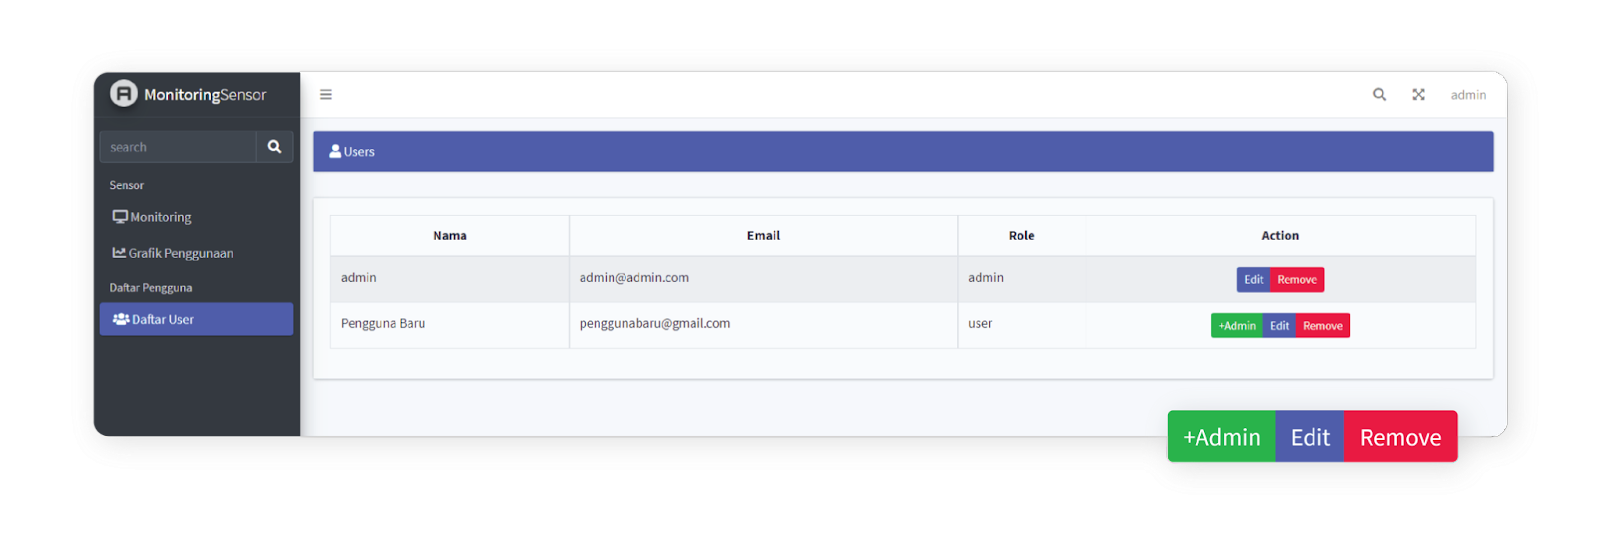 MonitoringSensor
admin
search
Users
Sensor
Monitoring
Grafik Penggunaan
Daftar Pengguna
Daftar User
Nama Email Role Action
admin admin@admin.com admin Edit Remove
Pengguna Baru penggunabaru@gmail.com user +Admin Edit Remove
+Admin Edit Remove